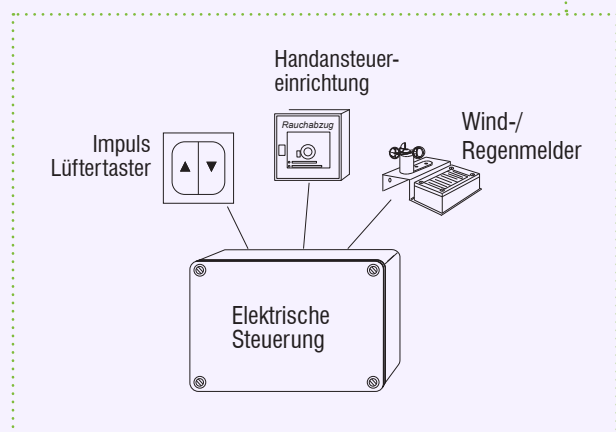 Handansteuer-
einrichtung
Impuls
Lüftertaster
Rauchabzug
Wind-/
Regenmelder
Elektrische
Steuerung